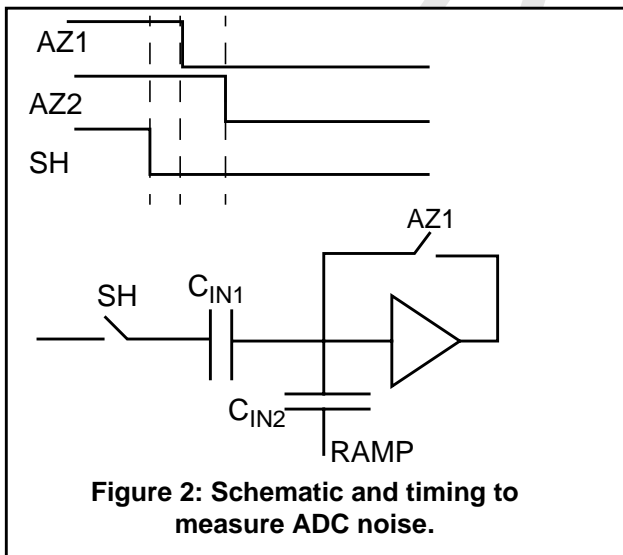 AZ1
AZ2
SH
AZ1
SH
CIN1
CIN2
RAMP
Figure 2: Schematic and timing to
measure ADC noise.